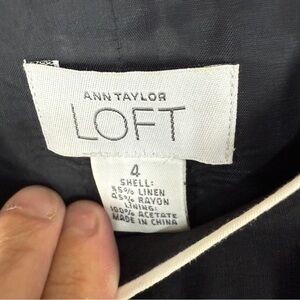 ANN TAYLOR
LOFT
4
SHELL:
55% LINEN
45% RAYON
LINING:
100% ACETATE
MADE IN CHINA